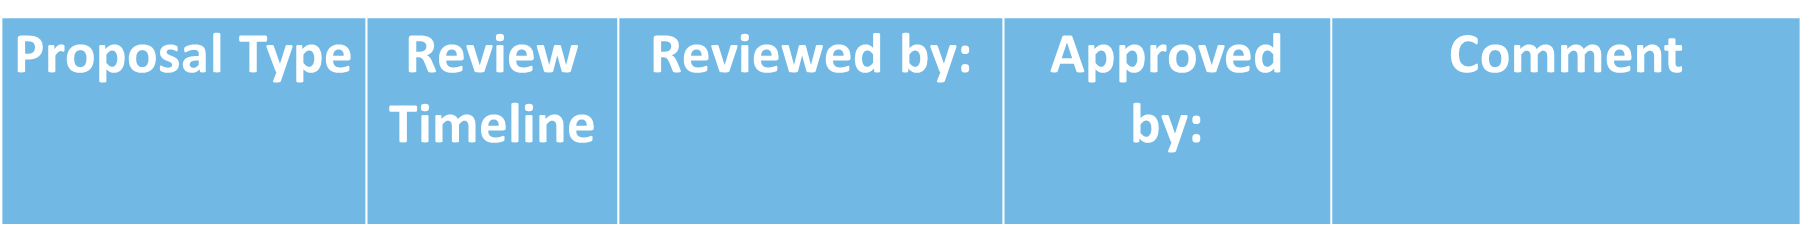 Proposal Type
Review
Timeline
Reviewed by:
Approved
by:
Comment